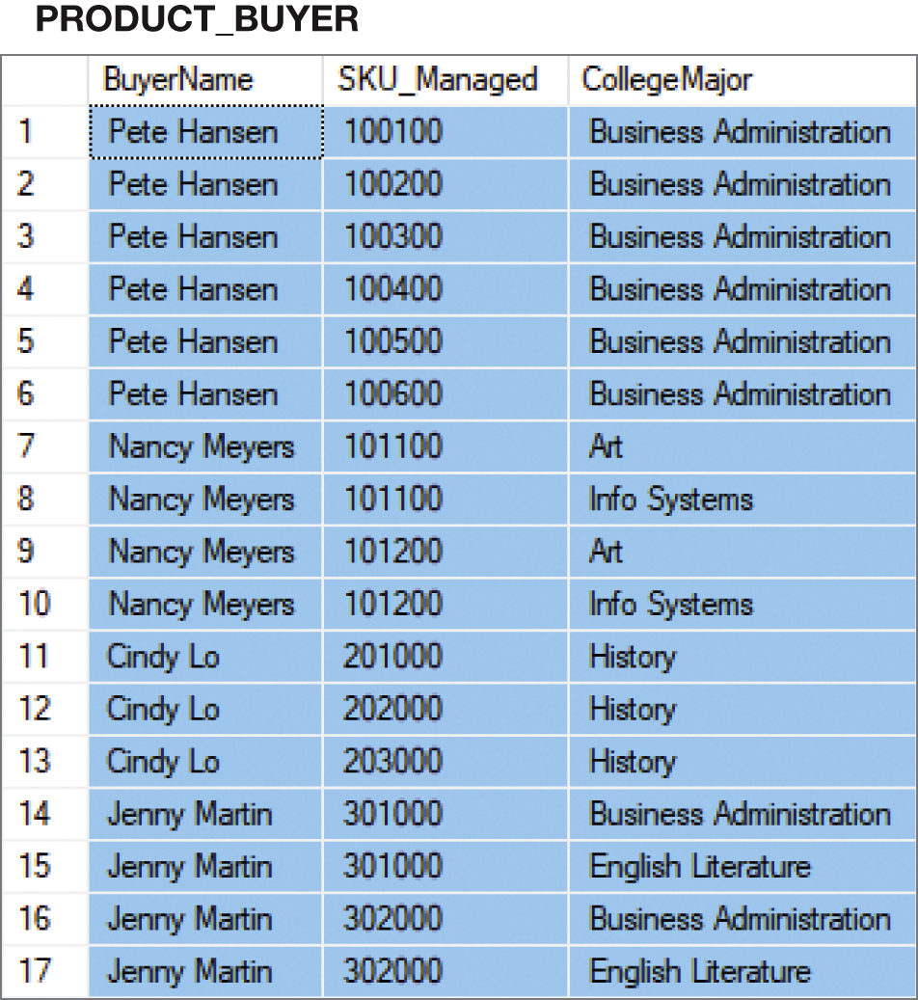 PRODUCT_BUYER
BuyerName SKU_Managed CollegeMajor
1 Pete Hansen 100100 Business Administration
2 Pete Hansen 100200 Business Administration
3 Pete Hansen 100300 Business Administration
4 Pete Hansen 100400 Business Administration
5 Pete Hansen 100500 Business Administration
6 Pete Hansen 100600 Business Administration
7 Nancy Meyers 101100 Art
8 Nancy Meyers 101100 Info Systems
9 Nancy Meyers 101200 Art
10 Nancy Meyers 101200 Info Systems
11 Cindy Lo 201000 History
12 Cindy Lo 202000 History
13 Cindy Lo 203000 History
14 Jenny Martin 301000 Business Administration
15 Jenny Martin 301000 English Literature
16 Jenny Martin 302000 Business Administration
17 Jenny Martin 302000 English Literature